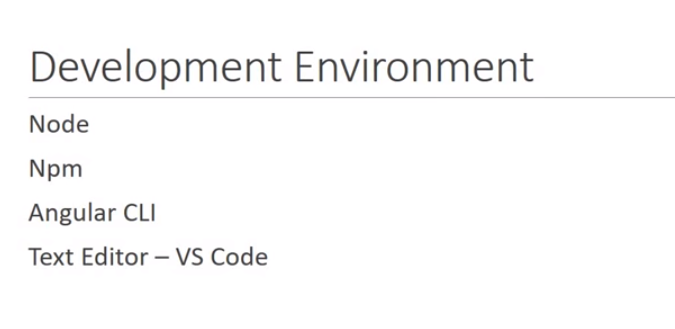 Development Environment
Node
Npm
Angular CLI
Text Editor – VS Code